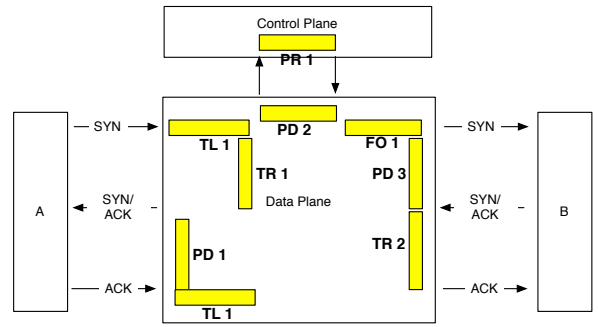 Control Plane
PR 1
SYN
TL 1
PD 2
FO 1
SYN
TR 1
PD 3
A
SYN/
ACK
Data Plane
SYN/
ACK
B
PD 1
TR 2
ACK
TL 1
ACK